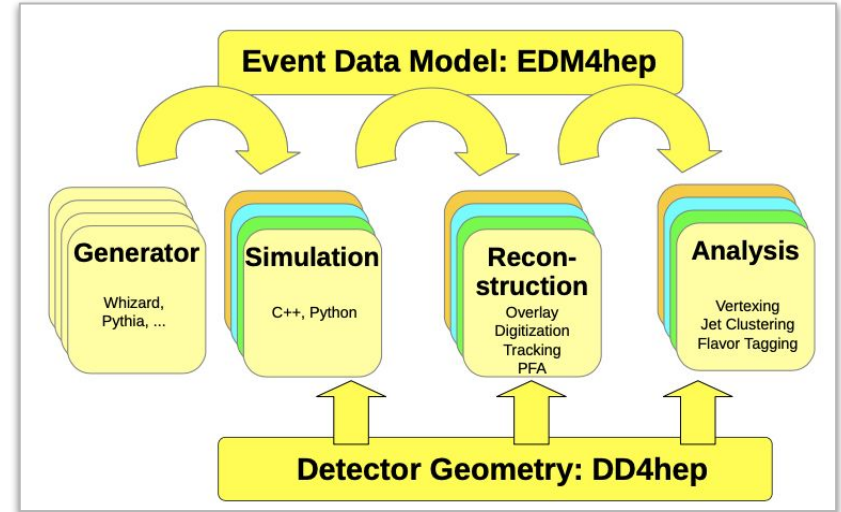 Event Data Model: EDM4hep
Generator
Whizard,
Pythia, ...
Simulation
C++, Python
Recon-
struction
Overlay
Digitization
Tracking
PFA
Analysis
Vertexing
Jet Clustering
Flavor Tagging
Detector Geometry: DD4hep